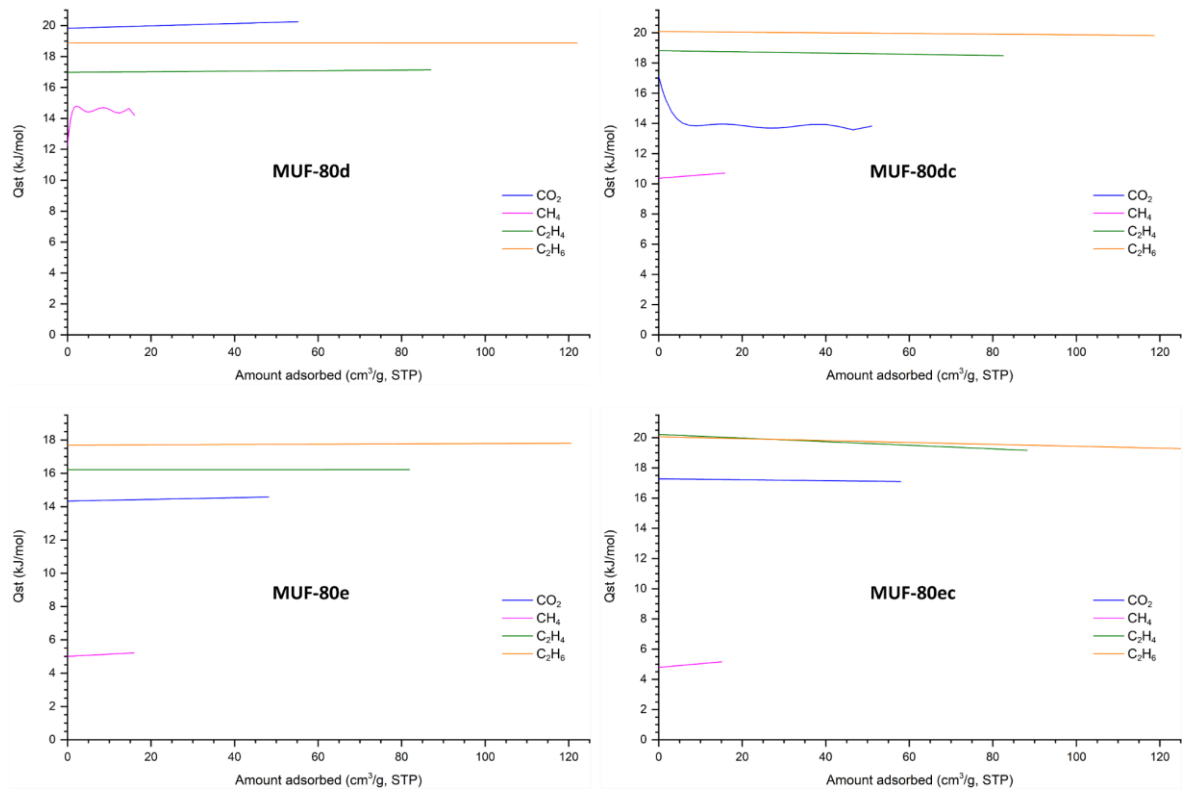 20
18
16
14
12
10
8
6
4
2
0
Qst (kJ/mol)
MUF-80d
CO₂
CH₄
C₂H₄
C₂H₆
0 20 40 60 80 100 120
Amount adsorbed (cm³/g, STP)
20
18
16
14
12
10
8
6
4
2
0
Qst (kJ/mol)
MUF-80dc
CO₂
CH₄
C₂H₄
C₂H₆
0 20 40 60 80 100 120
Amount adsorbed (cm³/g, STP)
18
16
14
12
10
8
6
4
2
0
Qst (kJ/mol)
MUF-80e
CO₂
CH₄
C₂H₄
C₂H₆
0 20 40 60 80 100 120
Amount adsorbed (cm³/g, STP)
20
18
16
14
12
10
8
6
4
2
0
Qst (kJ/mol)
MUF-80ec
CO₂
CH₄
C₂H₄
C₂H₆
0 20 40 60 80 100 120
Amount adsorbed (cm³/g, STP)